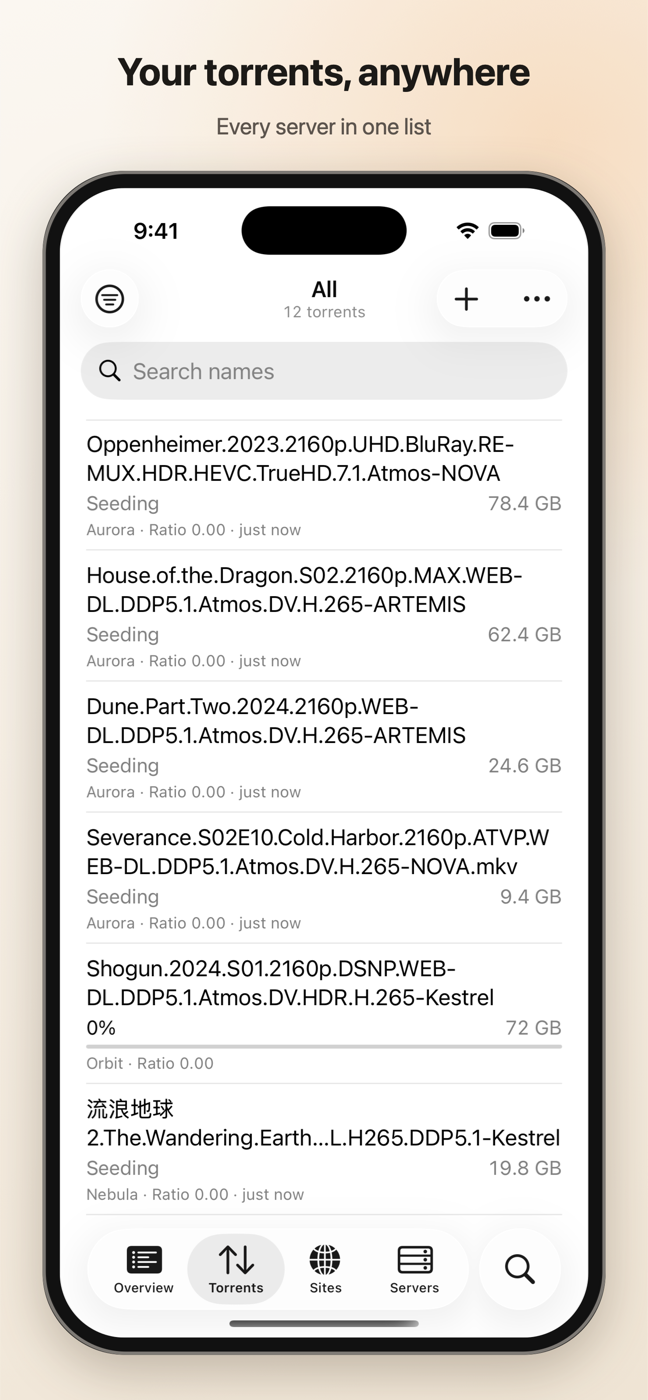 Your torrents, anywhere
Every server in one list
9:41
All
12 torrents
Search names
Oppenheimer.2023.2160p.UHD.BluRay.RE-
MUX.HDR.HEVC.TrueHD.7.1.Atmos-NOVA
Seeding 78.4 GB
Aurora · Ratio 0.00 · just now
House.of.the.Dragon.S02.2160p.MAX.WEB-
DL.DDP5.1.Atmos.DV.H.265-ARTEMIS
Seeding 62.4 GB
Aurora · Ratio 0.00 · just now
Dune.Part.Two.2024.2160p.WEB-
DL.DDP5.1.Atmos.DV.H.265-ARTEMIS
Seeding 24.6 GB
Aurora · Ratio 0.00 · just now
Severance.S02E10.Cold.Harbor.2160p.ATVP.W
EB-DL.DDP5.1.Atmos.DV.H.265-NOVA.mkv
Seeding 9.4 GB
Aurora · Ratio 0.00 · just now
Shogun.2024.S01.2160p.DSNP.WEB-
DL.DDP5.1.Atmos.DV.HDR.H.265-Kestrel
0% 72 GB
Orbit · Ratio 0.00
流浪地球
2.The.Wandering.Earth...L.H265.DDP5.1-Kestrel
Seeding 19.8 GB
Nebula · Ratio 0.00 · just now
Overview Torrents Sites Servers